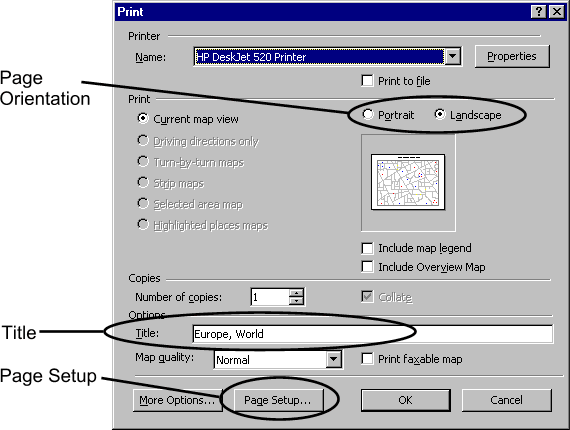 Print
Printer
Name: HP DeskJet 520 Printer Properties
Print to file
Page
Orientation
Print
Portrait Landscape
Current map view
Driving directions only
Turn-by-turn maps
Strip maps
Selected area map
Highlighted places maps
Include map legend
Include Overview Map
Copies
Number of copies: 1 Collate
Options
Title
Title: Europe, World
Map quality: Normal Print faxable map
Page Setup
More Options... Page Setup... OK Cancel